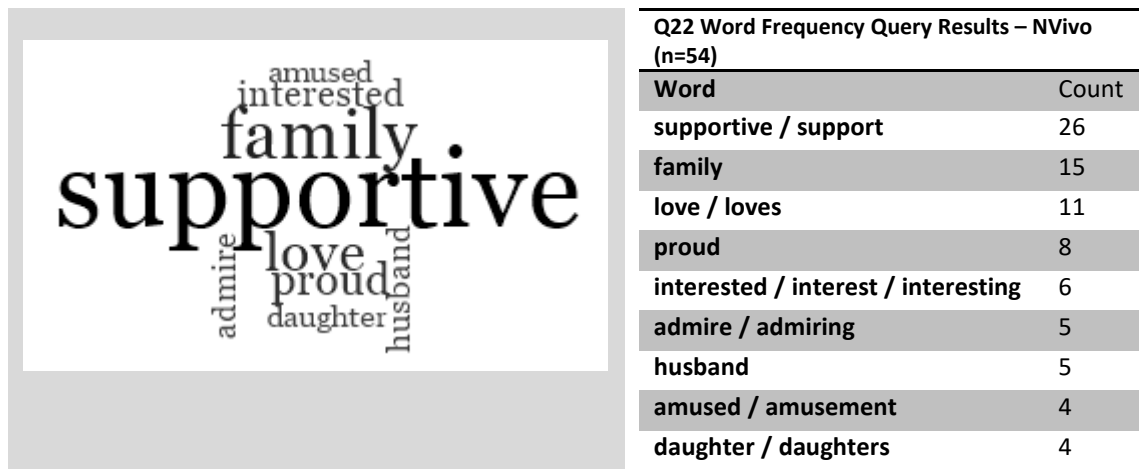 amused
interested
family
supportive
admire
love
husband
proud
daughter
Q22 Word Frequency Query Results – NVivo
(n=54)
Word Count
supportive / support 26
family 15
love / loves 11
proud 8
interested / interest / interesting 6
admire / admiring 5
husband 5
amused / amusement 4
daughter / daughters 4